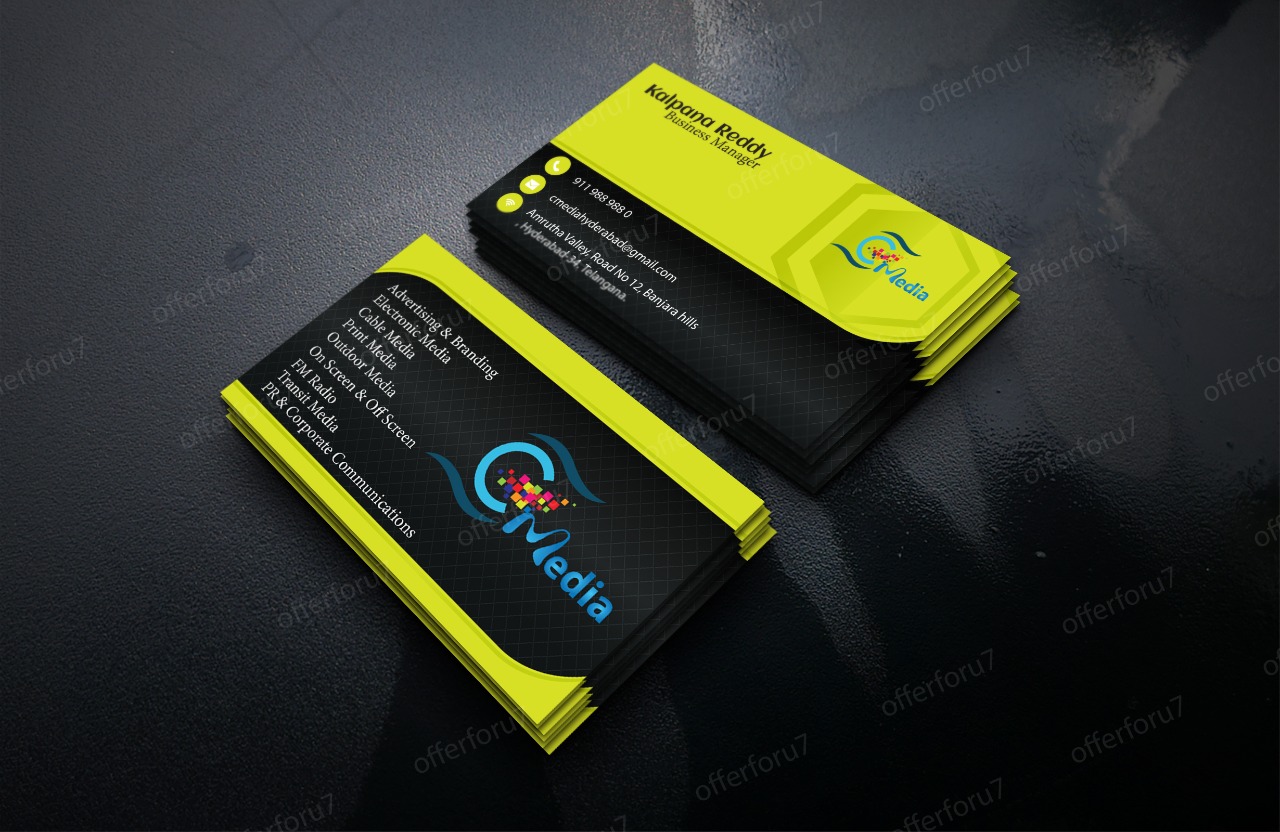 Kalpana Reddy
Business Manager
911 988 988 0
cmediahyderabad@gmail.com
Amrutha Valley, Road No 12, Banjara hills
, Hyderabad-34, Telangana.
C Media
Advertising & Branding
Electronic Media
Cable Media
Print Media
Outdoor Media
On Screen & Off Screen
FM Radio
Transit Media
PR & Corporate Communications
C Media
offerforu7